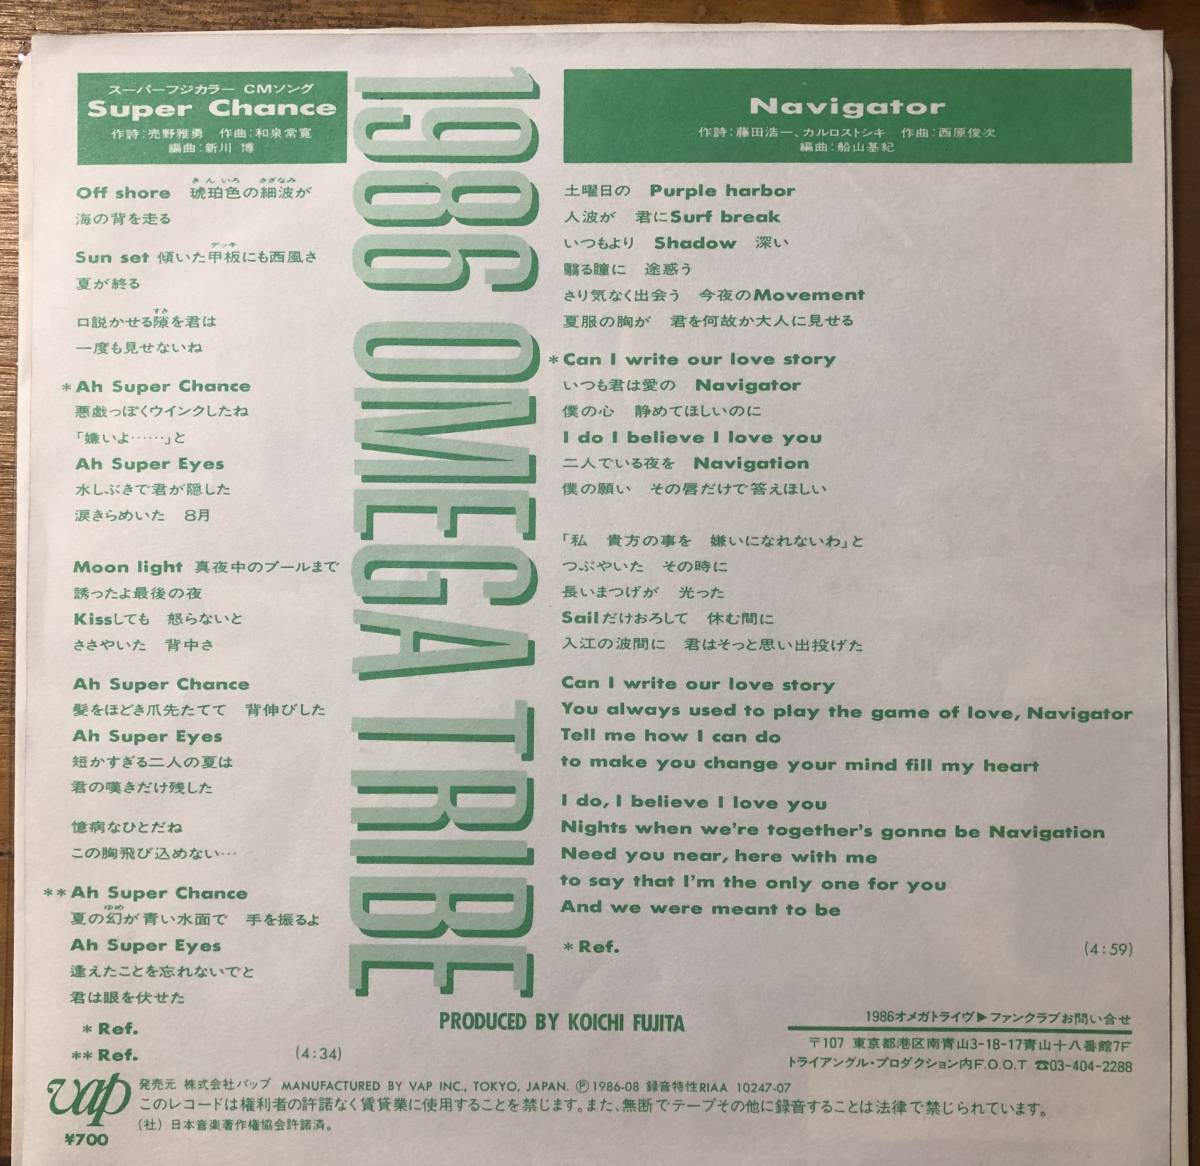 スーパーフジカラー CMソング
Super Chance
作詩:売野雅勇 作曲:和泉常寛
編曲:新川 博
きんいろ さざなみ
Off shore 琥珀色の細波が
海の背を走る
デッキ
Sun set 傾いた甲板にも西風さ
夏が終る
すき
口説かせる隙を君は
一度も見せないね
*Ah Super Chance
悪戯っぽくウインクしたね
「嫌いよ……」と
Ah Super Eyes
水しぶきで君が隠した
涙きらめいた 8月
Moon light 真夜中のプールまで
誘ったよ最後の夜
Kissしても 怒らないと
ささやいた 背中さ
Ah Super Chance
髪をほどき爪先たてて 背伸びした
Ah Super Eyes
短かすぎる二人の夏は
君の嘆きだけ残した
憶病なひとだね
この胸飛び込めない…
**Ah Super Chance
ゆめ
夏の幻が青い水面で 手を振るよ
Ah Super Eyes
逢えたことを忘れないでと
君は眼を伏せた
*Ref.
**Ref.
(4:34)
1986 OMEGA TRIBE
Navigator
作詩:藤田浩一、カルロストシキ 作曲:西原俊次
編曲:船山基紀
土曜日の Purple harbor
人波が 君にSurf break
いつもより Shadow 深い
翳る瞳に 途惑う
さり気なく出会う 今夜のMovement
夏服の胸が 君を何故か大人に見せる
*Can I write our love story
いつも君は愛の Navigator
僕の心 静めてほしいのに
I do I believe I love you
二人でいる夜を Navigation
僕の願い その唇だけで答えほしい
「私 貴方の事を 嫌いになれないわ」と
つぶやいた その時に
長いまつげが 光った
Sailだけおろして 休む間に
入江の波間に 君はそっと思い出投げた
Can I write our love story
You always used to play the game of love, Navigator
Tell me how I can do
to make you change your mind fill my heart
I do, I believe I love you
Nights when we're together's gonna be Navigation
Need you near, here with me
to say that I'm the only one for you
And we were meant to be
*Ref.
(4:59)
PRODUCED BY KOICHI FUJITA
1986オメガトライヴ▶ファンクラブお問い合せ
〒107 東京都港区南青山3-18-17青山十八番館7F
トライアングル・プロダクション内F.O.O.T ☎03-404-2288
vap
¥700
発売元 株式会社バップ MANUFACTURED BY VAP INC., TOKYO, JAPAN. Ⓟ1986-08 録音特性RIAA 10247-07
このレコードは権利者の許諾なく賃貸業に使用することを禁じます。また、無断でテープその他に録音することは法律で禁じられています。
(社)日本音楽著作権協会許諾済。